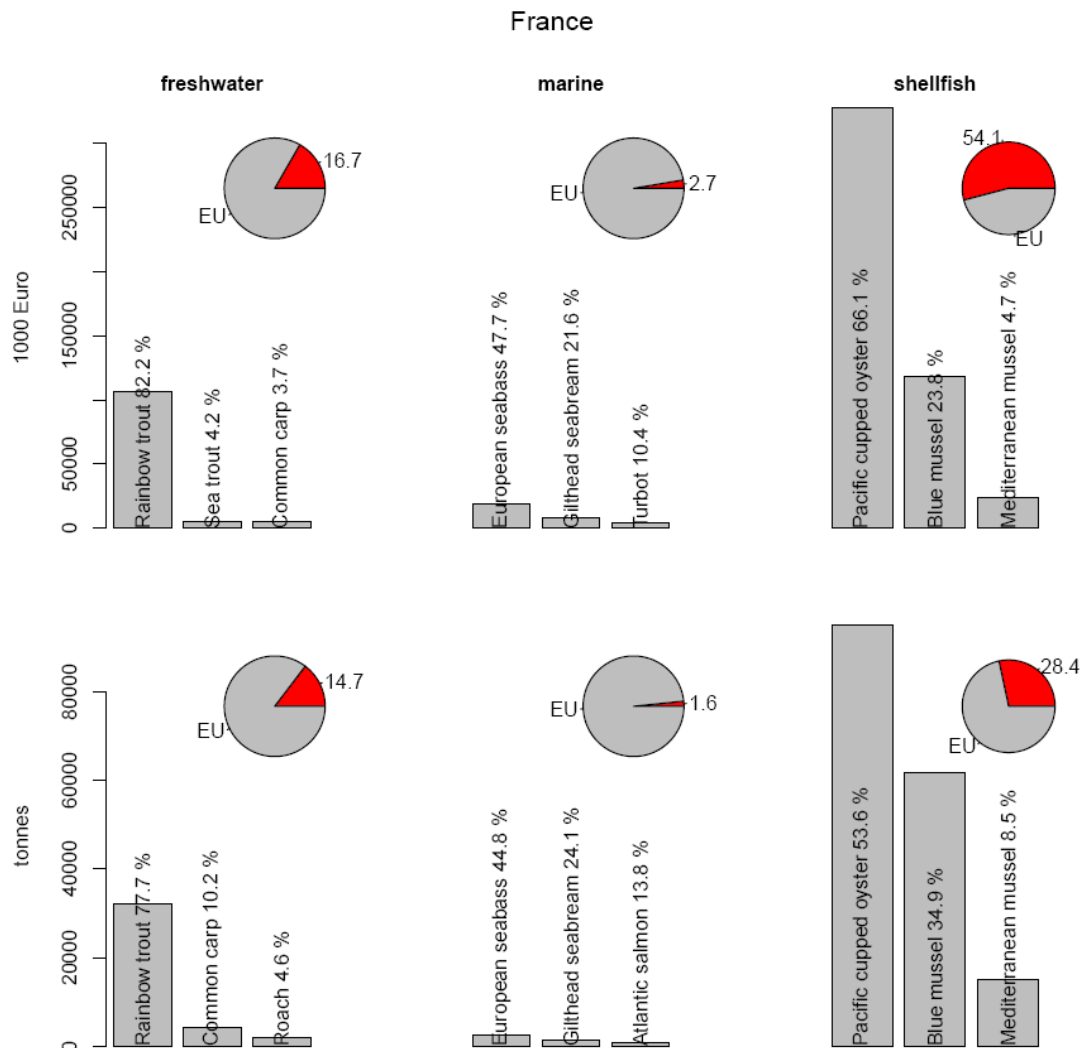 France
freshwater
marine
shellfish
1000 Euro
0
50000
150000
250000
16.7
EU
Rainbow trout 82.2 %
Sea trout 4.2 %
Common carp 3.7 %
2.7
EU
European seabass 47.7 %
Gilthead seabream 21.6 %
Turbot 10.4 %
54.1
EU
Pacific cupped oyster 66.1 %
Blue mussel 23.8 %
Mediterranean mussel 4.7 %
tonnes
0
20000
40000
60000
80000
14.7
EU
Rainbow trout 77.7 %
Common carp 10.2 %
Roach 4.6 %
1.6
EU
European seabass 44.8 %
Gilthead seabream 24.1 %
Atlantic salmon 13.8 %
28.4
EU
Pacific cupped oyster 53.6 %
Blue mussel 34.9 %
Mediterranean mussel 8.5 %